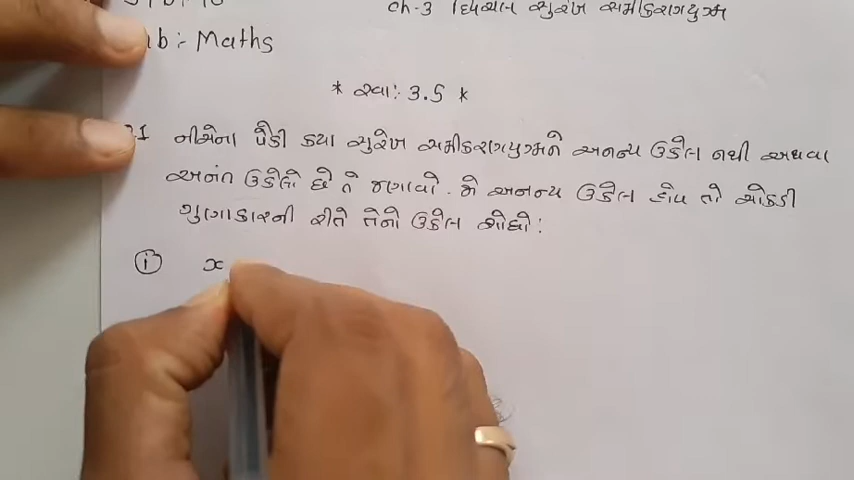 ch-3 દ્વિચલ સુરેખ સમીકરણયુગ્મ
b:- Maths
* સ્વા: 3.5 *
1 નીચેના પૈકી કયા સુરેખ સમીકરણયુગ્મને અનન્ય ઉકેલ નથી અથવા
અનંત ઉકેલો છે તે જણાવો. જો અનન્ય ઉકેલ હોય તો ચોકડી
ગુણાકારની રીતે તેનો ઉકેલ શોધો:
(i) x